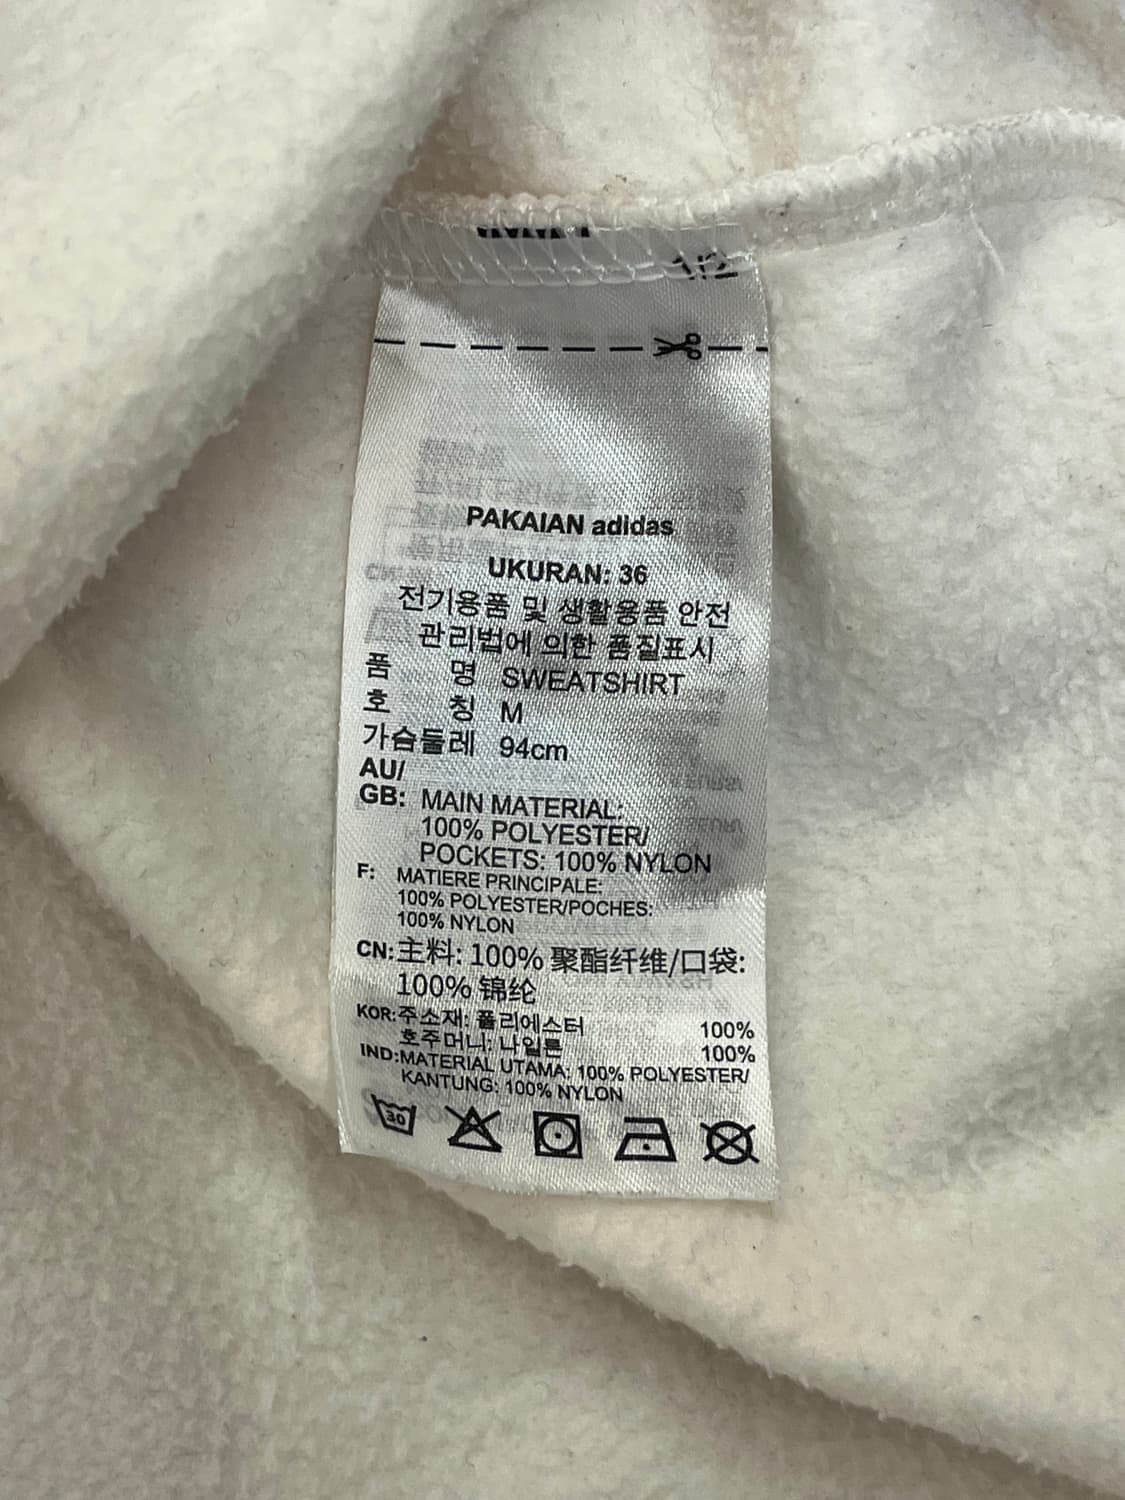 1/2
PAKAIAN adidas
UKURAN: 36
전기용품 및 생활용품 안전
관리법에 의한 품질표시
품 명 SWEATSHIRT
호 칭 M
가슴둘레 94cm
AU/
GB: MAIN MATERIAL:
100% POLYESTER/
POCKETS: 100% NYLON
F: MATIERE PRINCIPALE:
100% POLYESTER/POCHES:
100% NYLON
CN: 主料: 100% 聚酯纤维/口袋:
100% 锦纶
KOR: 주소재: 폴리에스터 100%
호주머니: 나일론 100%
IND: MATERIAL UTAMA: 100% POLYESTER/
KANTUNG: 100% NYLON
30